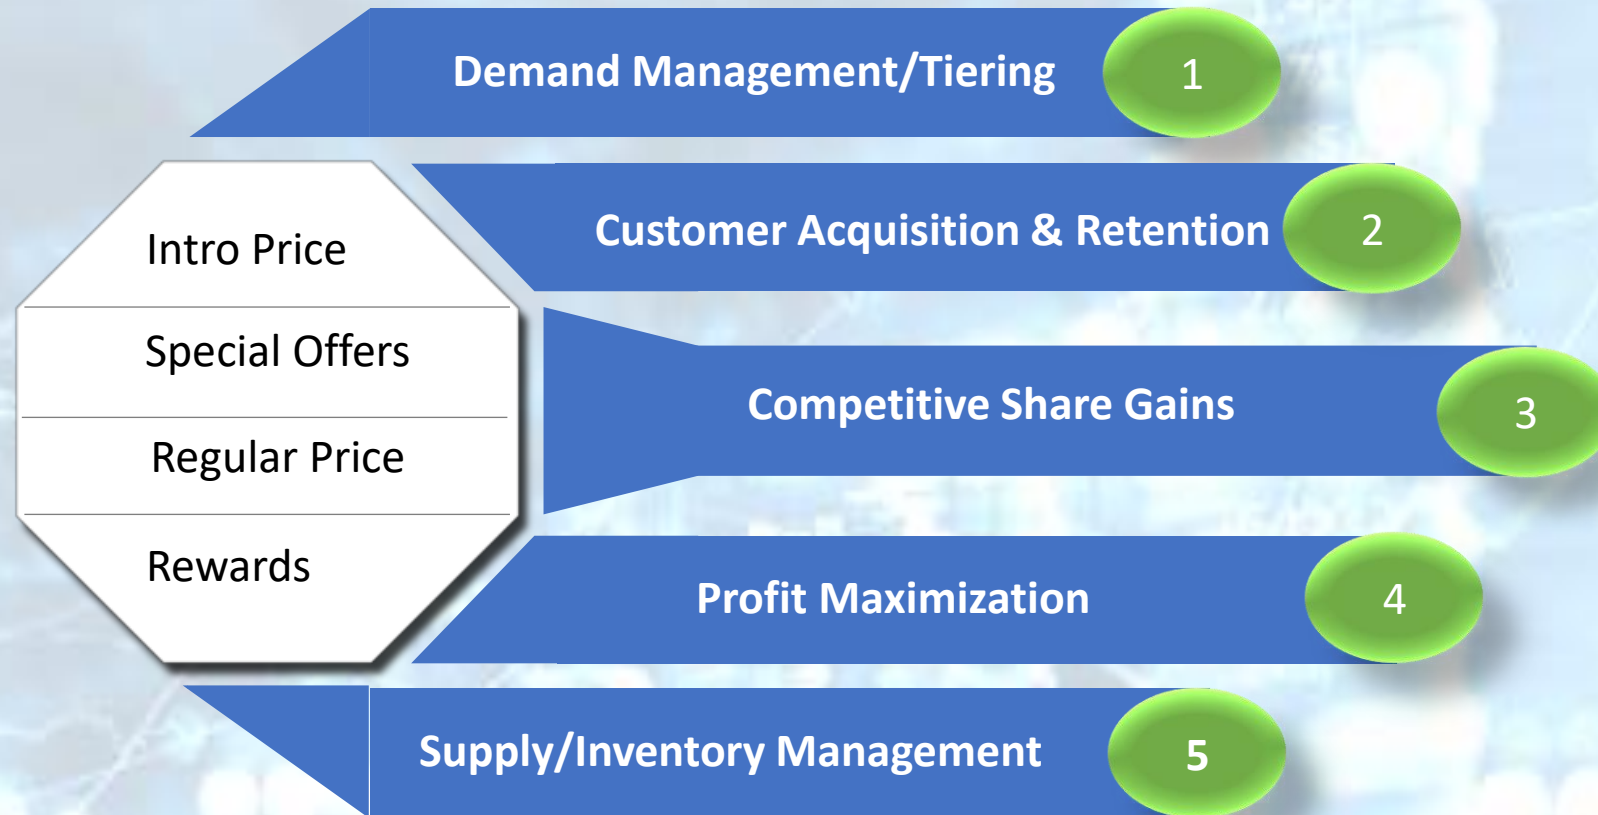 Demand Management/Tiering
1
Intro Price
Special Offers
Regular Price
Rewards
Customer Acquisition & Retention
2
Competitive Share Gains
3
Profit Maximization
4
Supply/Inventory Management
5